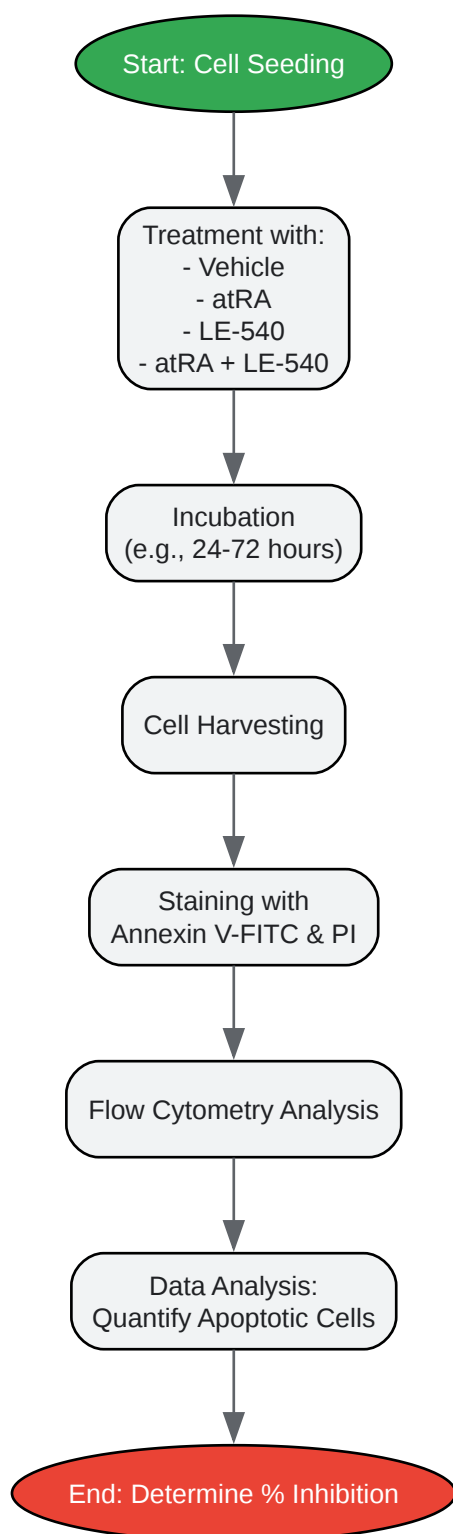 Start: Cell Seeding
Treatment with:
- Vehicle
- atRA
- LE-540
- atRA + LE-540
Incubation
(e.g., 24-72 hours)
Cell Harvesting
Staining with
Annexin V-FITC & PI
Flow Cytometry Analysis
Data Analysis:
Quantify Apoptotic Cells
End: Determine % Inhibition